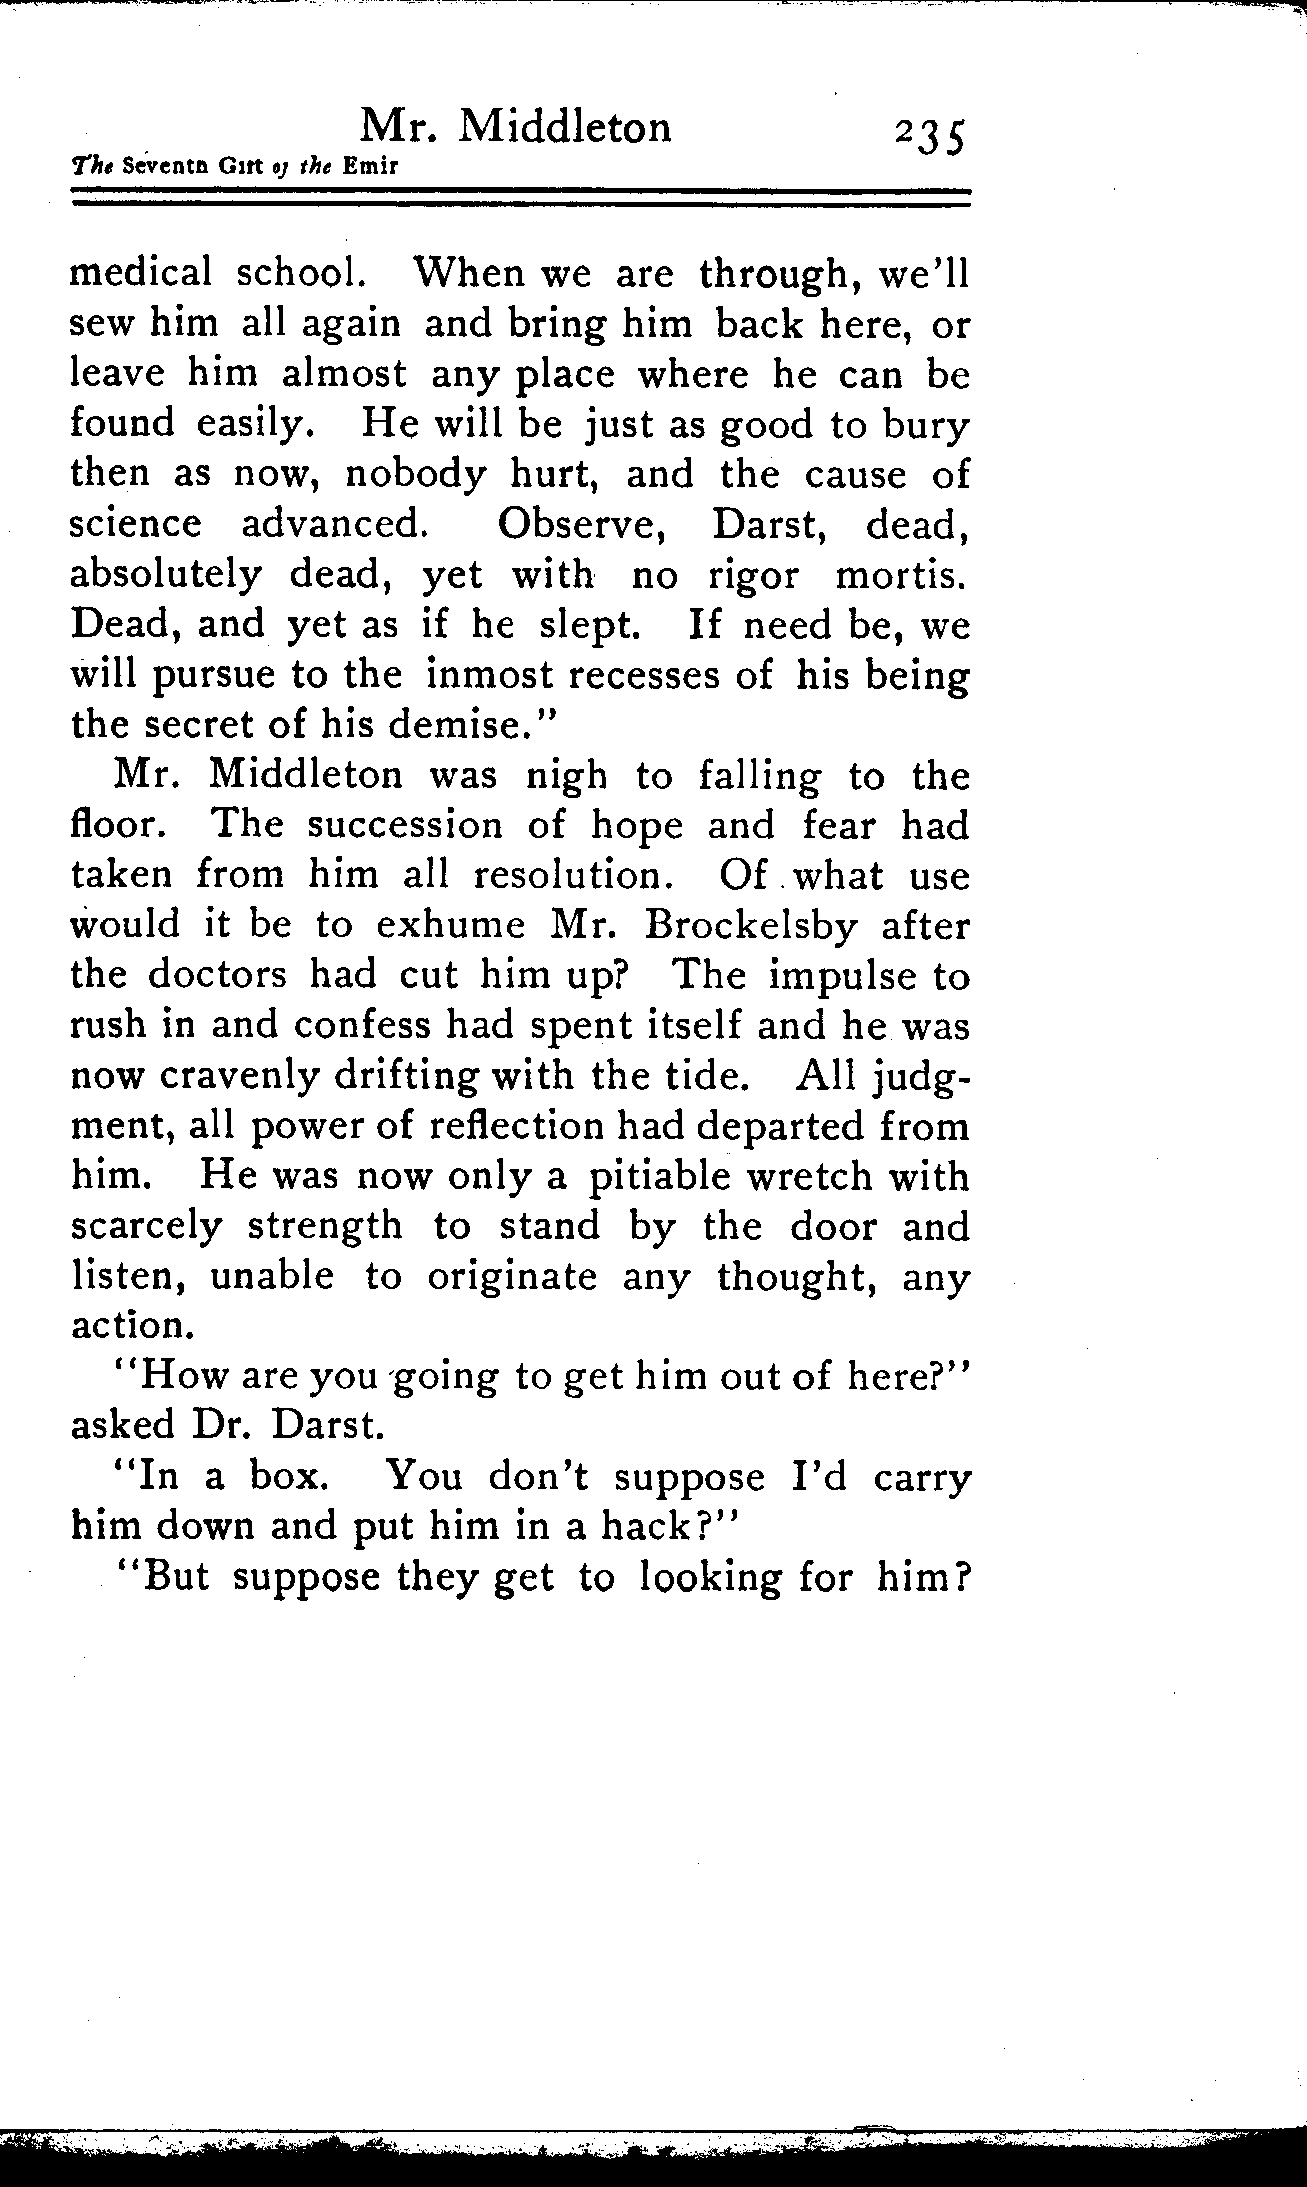 Mr. Middleton 235
The Seventh Gift of the Emir
medical school. When we are through, we'll
sew him all again and bring him back here, or
leave him almost any place where he can be
found easily. He will be just as good to bury
then as now, nobody hurt, and the cause of
science advanced. Observe, Darst, dead,
absolutely dead, yet with no rigor mortis.
Dead, and yet as if he slept. If need be, we
will pursue to the inmost recesses of his being
the secret of his demise."
Mr. Middleton was nigh to falling to the
floor. The succession of hope and fear had
taken from him all resolution. Of what use
would it be to exhume Mr. Brockelsby after
the doctors had cut him up? The impulse to
rush in and confess had spent itself and he was
now cravenly drifting with the tide. All judg-
ment, all power of reflection had departed from
him. He was now only a pitiable wretch with
scarcely strength to stand by the door and
listen, unable to originate any thought, any
action.
"How are you going to get him out of here?"
asked Dr. Darst.
"In a box. You don't suppose I'd carry
him down and put him in a hack?"
"But suppose they get to looking for him?